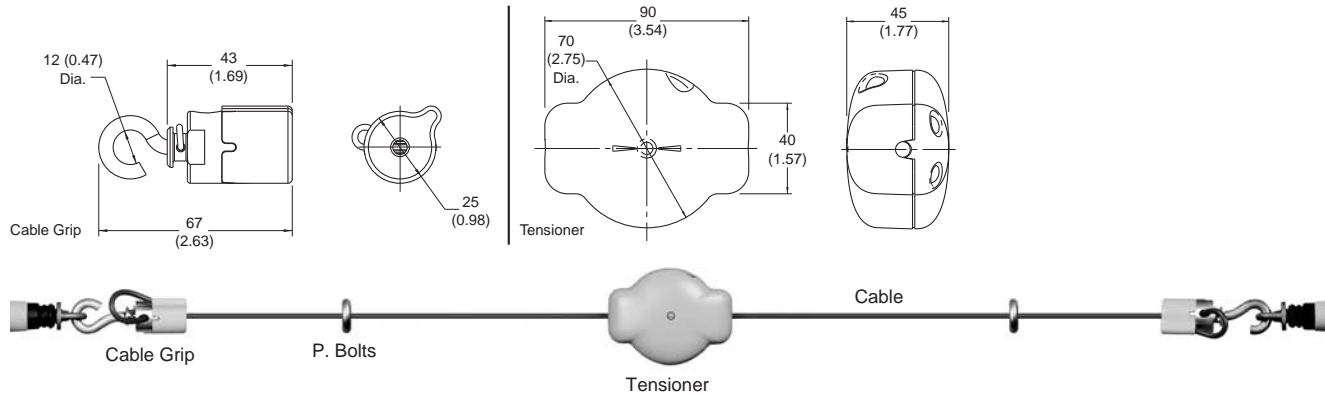 12 (0.47)
Dia.
43
(1.69)
25
(0.98)
67
(2.63)
Cable Grip
90
(3.54)
70
(2.75)
Dia.
40
(1.57)
Tensioner
45
(1.77)
Cable Grip
P. Bolts
Tensioner
Cable